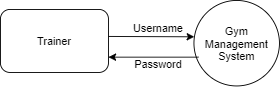 Trainer
Username
Password
Gym
Management
System